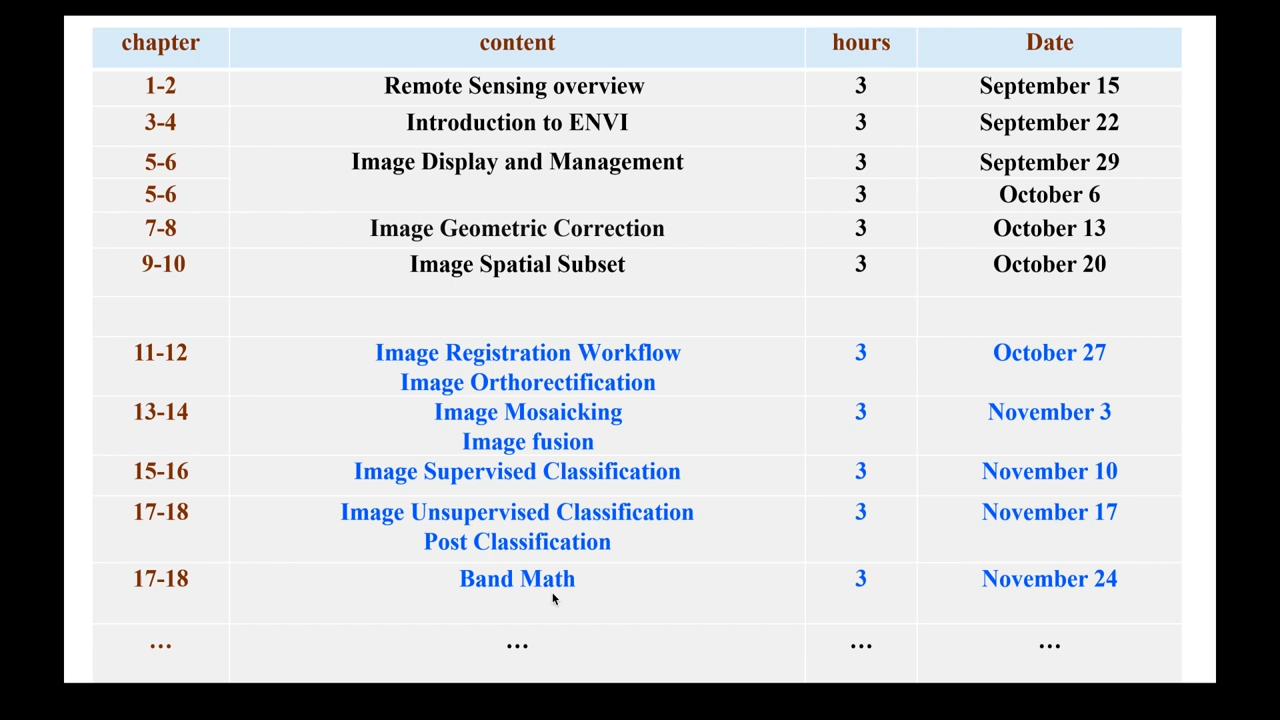 chapter content hours Date
1-2 Remote Sensing overview 3 September 15
3-4 Introduction to ENVI 3 September 22
5-6 Image Display and Management 3 September 29
5-6 3 October 6
7-8 Image Geometric Correction 3 October 13
9-10 Image Spatial Subset 3 October 20
11-12 Image Registration Workflow 3 October 27
Image Orthorectification
13-14 Image Mosaicking 3 November 3
Image fusion
15-16 Image Supervised Classification 3 November 10
17-18 Image Unsupervised Classification 3 November 17
Post Classification
17-18 Band Math 3 November 24
… … … …